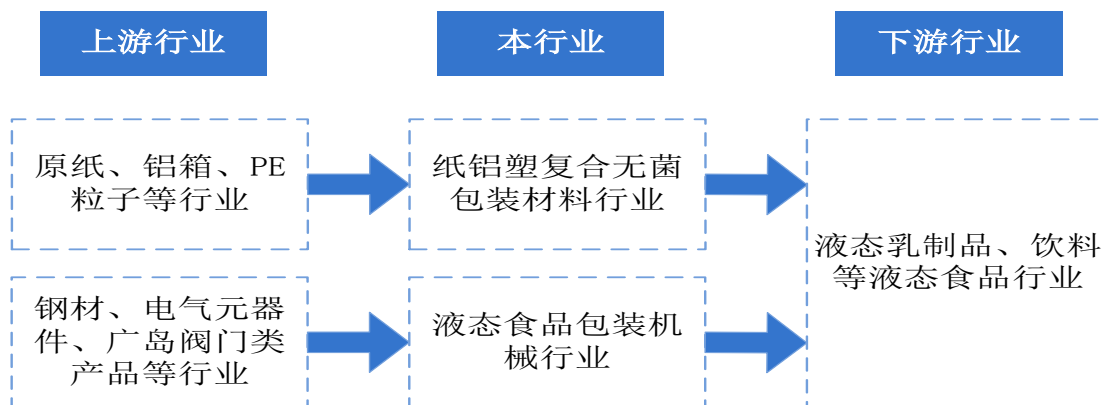 上游行业
本行业
下游行业
原纸、铝箱、PE
粒子等行业
纸铝塑复合无菌
包装材料行业
液态乳制品、饮料
等液态食品行业
钢材、电气元器
件、广岛阀门类
产品等行业
液态食品包装机
械行业